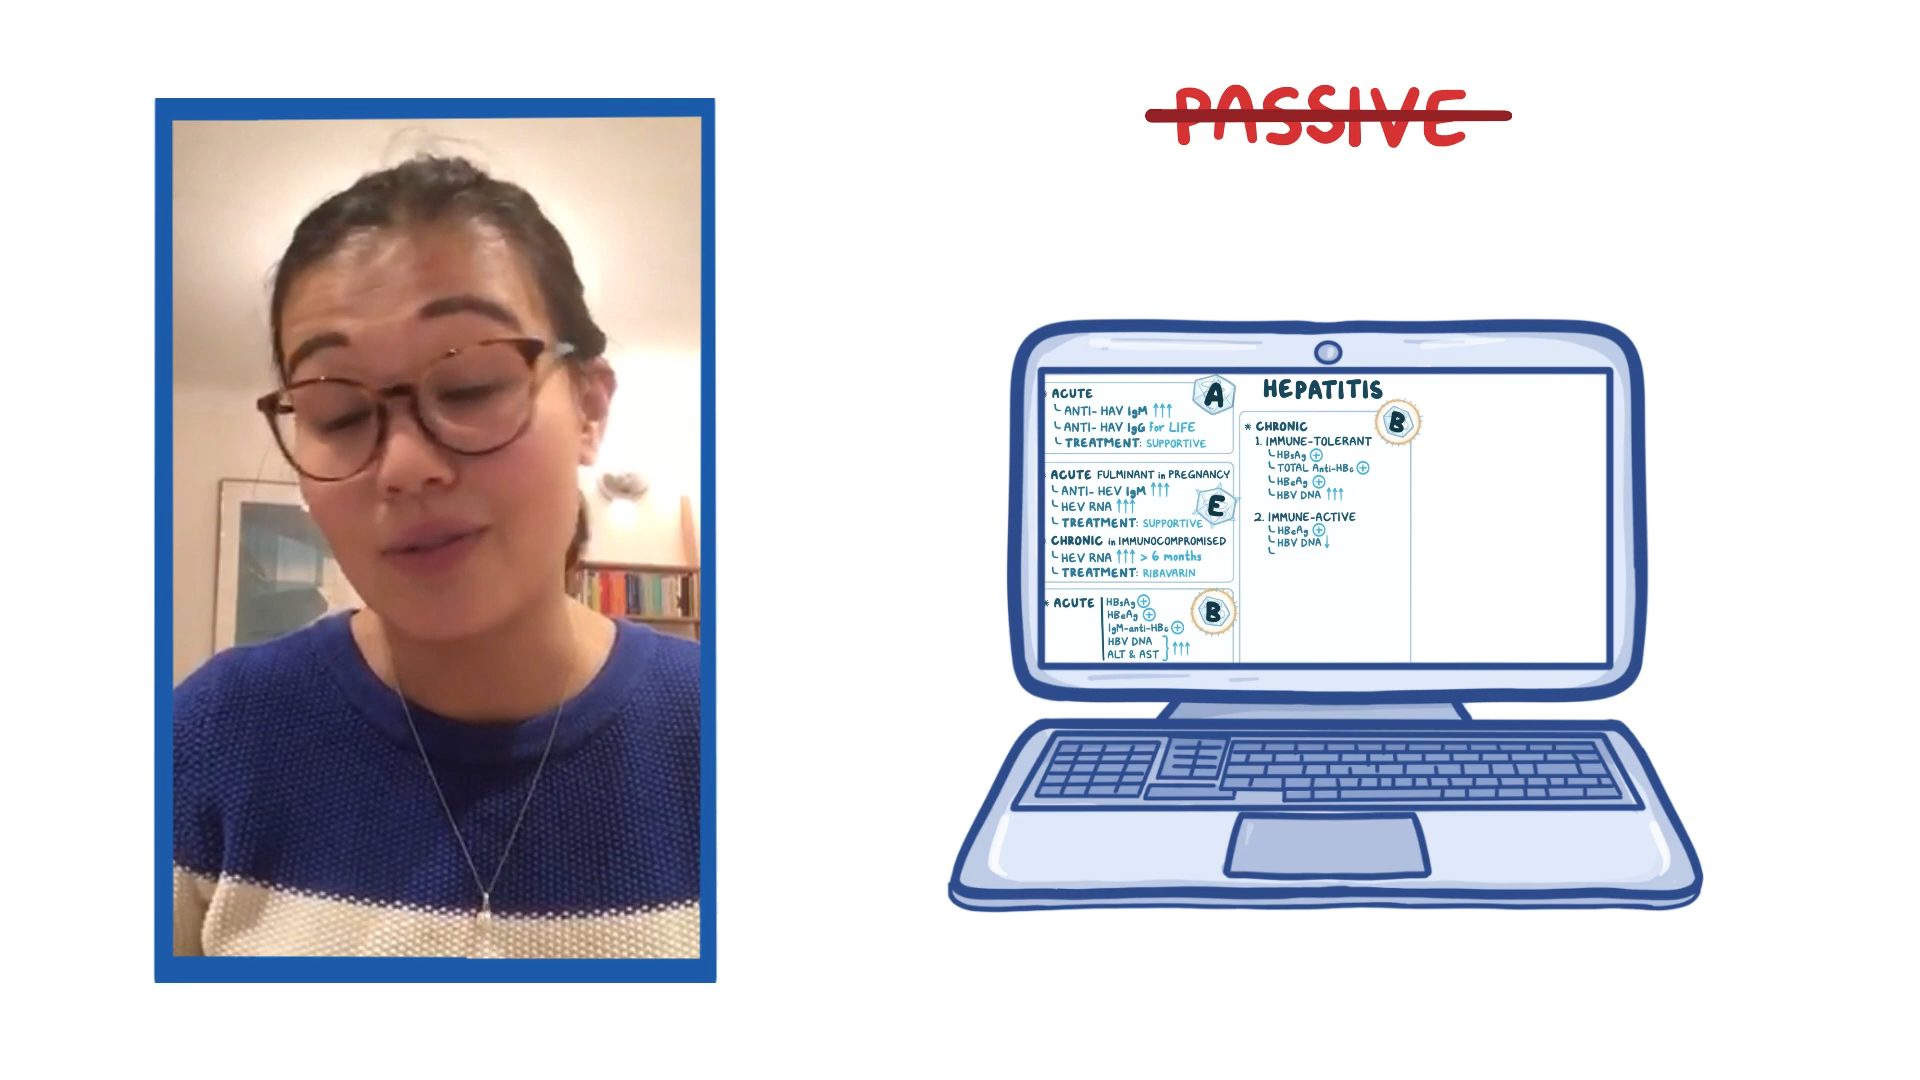 PASSIVE
HEPATITIS
A
* ACUTE
ANTI-HAV IgM ↑↑↑
ANTI-HAV IgG for LIFE
TREATMENT: SUPPORTIVE
ACUTE FULMINANT in PREGNANCY
ANTI-HEV IgM ↑↑↑
E
HEV RNA ↑↑↑
TREATMENT: SUPPORTIVE
CHRONIC in IMMUNOCOMPROMISED
HEV RNA ↑↑↑ > 6 months
TREATMENT: RIBAVARIN
B
* ACUTE
HBsAg ⊕
HBeAg ⊕
IgM-anti-HBc ⊕
HBV DNA
ALT & AST } ↑↑↑
B
* CHRONIC
1. IMMUNE-TOLERANT
HBsAg ⊕
TOTAL Anti-HBc ⊕
HBeAg ⊕
HBV DNA ↑↑↑
2. IMMUNE-ACTIVE
HBeAg ⊕
HBV DNA ↓